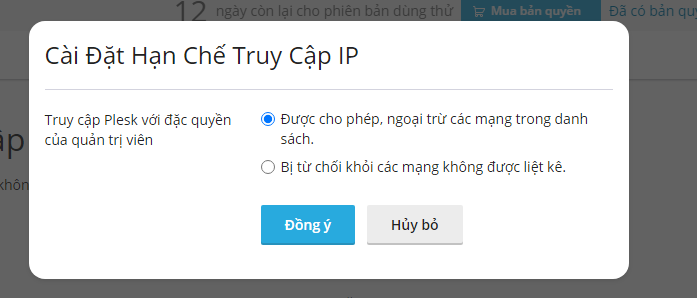 12 ngày còn lại cho phiên bản dùng thử Mua bản quyền Đã có bản quy
Cài Đặt Hạn Chế Truy Cập IP
Truy cập Plesk với đặc quyền
của quản trị viên
Được cho phép, ngoại trừ các mạng trong danh
sách.
Bị từ chối khỏi các mạng không được liệt kê.
Đồng ý
Hủy bỏ
ập
không